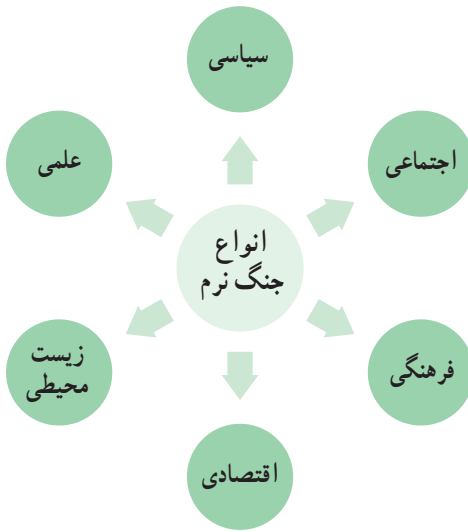 سیاسی
اجتماعی
علمی
انواع
جنگ نرم
فرهنگی
زیست
محیطی
اقتصادی